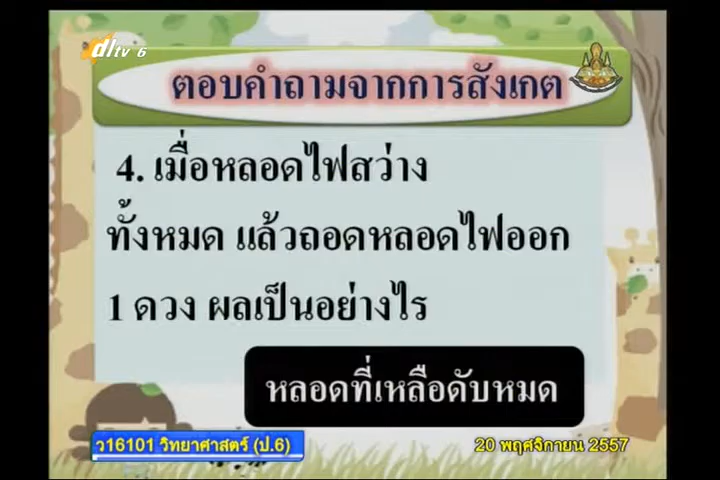 dltv 6
ตอบคำถามจากการสังเกต
4. เมื่อหลอดไฟสว่าง
ทั้งหมด แล้วถอดหลอดไฟออก
1 ดวง ผลเป็นอย่างไร
หลอดที่เหลือดับหมด
ว16101 วิทยาศาสตร์ (ป.6)
20 พฤศจิกายน 2557